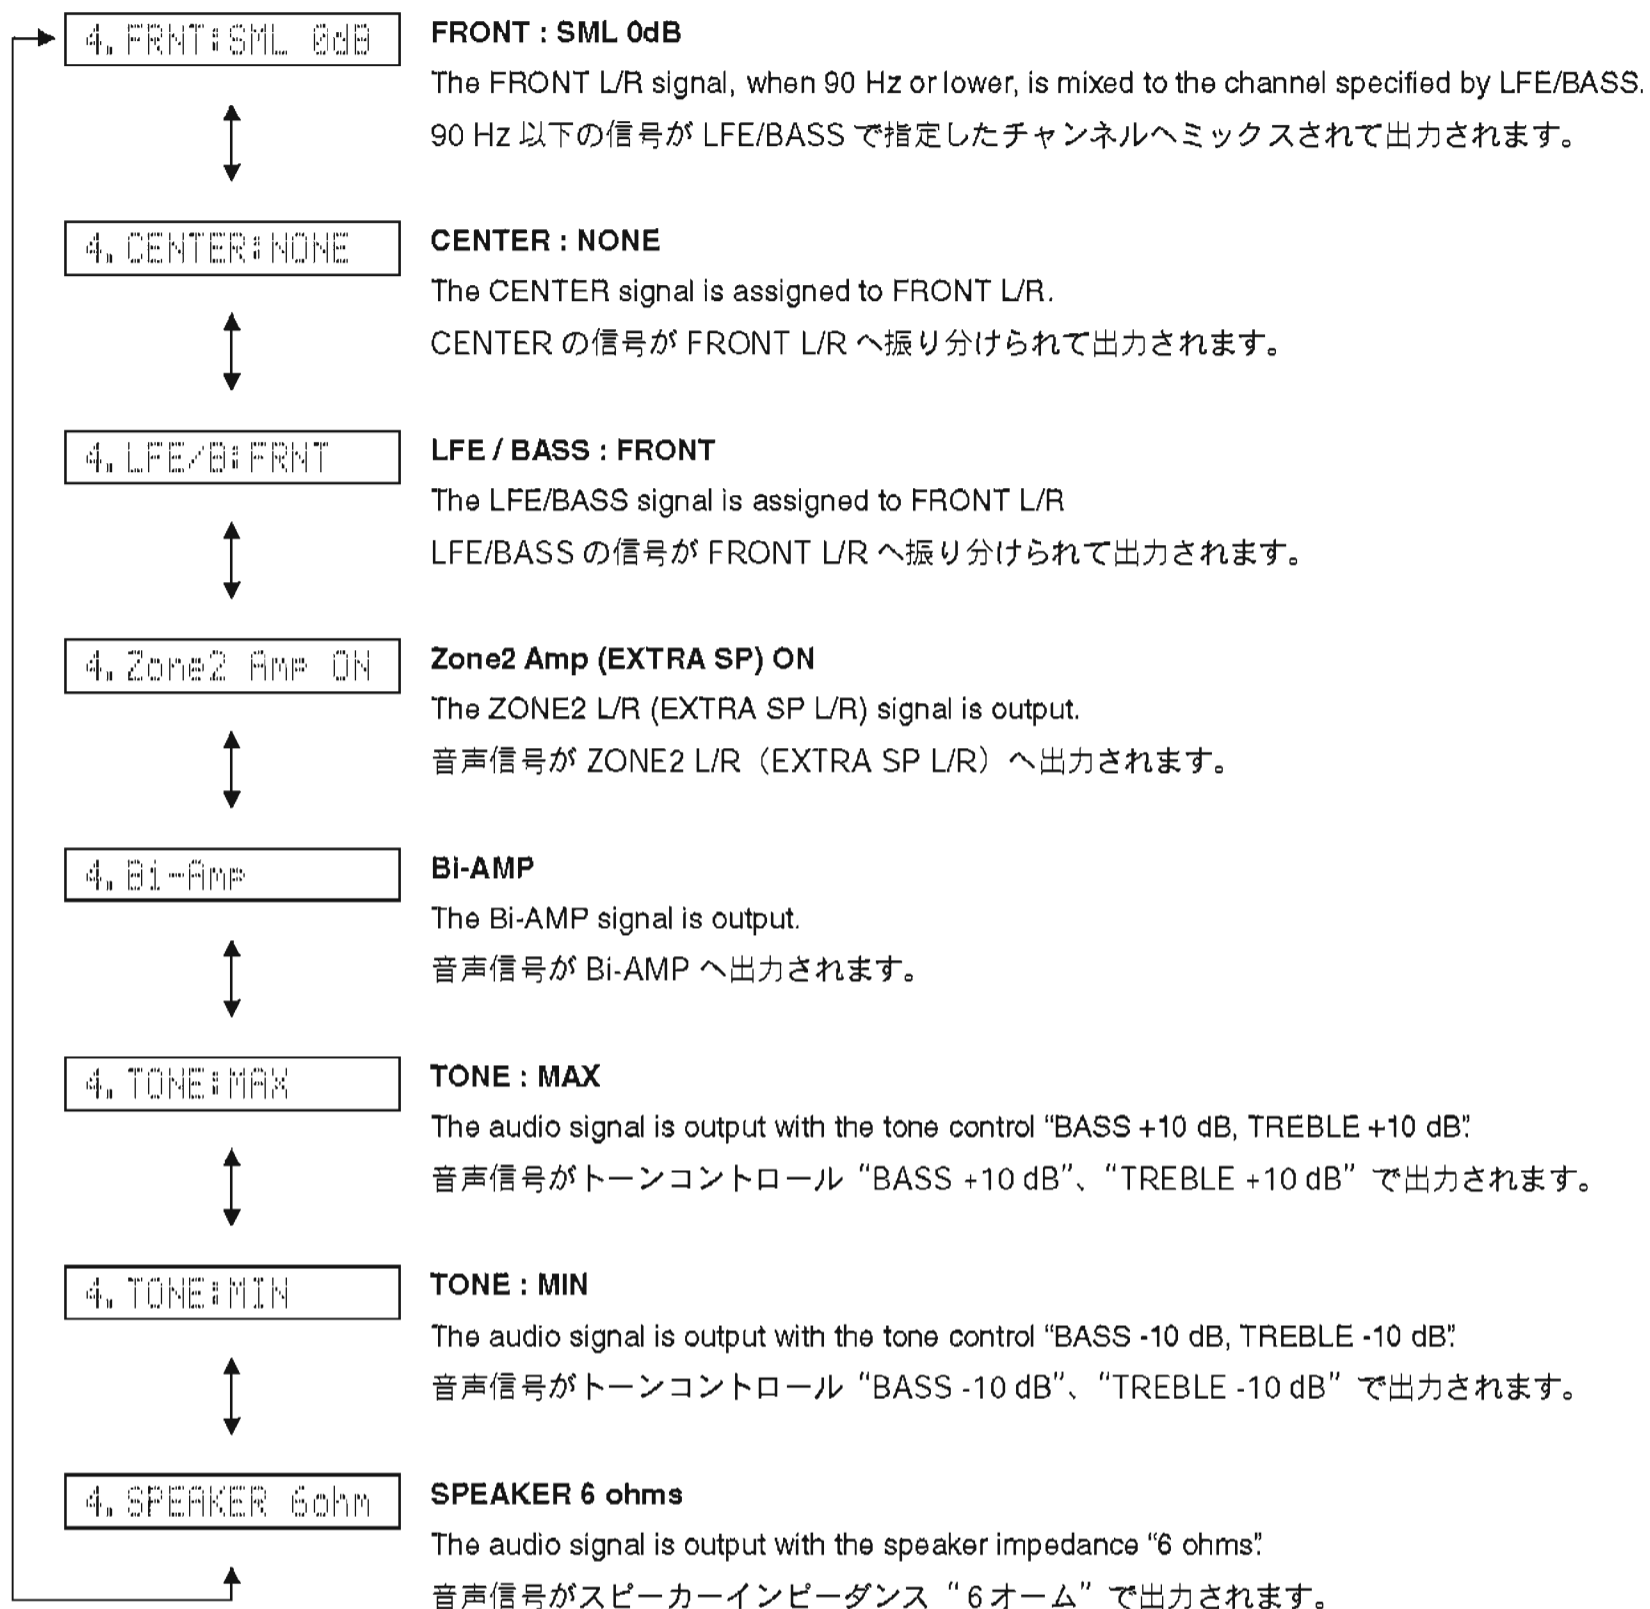 4. FRNT:SML 0dB
FRONT : SML 0dB
The FRONT L/R signal, when 90 Hz or lower, is mixed to the channel specified by LFE/BASS.
90 Hz 以下の信号が LFE/BASS で指定したチャンネルへミックスされて出力されます。
4. CENTER:NONE
CENTER : NONE
The CENTER signal is assigned to FRONT L/R.
CENTER の信号が FRONT L/R へ振り分けられて出力されます。
4. LFE/B:FRNT
LFE / BASS : FRONT
The LFE/BASS signal is assigned to FRONT L/R
LFE/BASS の信号が FRONT L/R へ振り分けられて出力されます。
4. Zone2 Amp ON
Zone2 Amp (EXTRA SP) ON
The ZONE2 L/R (EXTRA SP L/R) signal is output.
音声信号が ZONE2 L/R（EXTRA SP L/R）へ出力されます。
4. Bi-Amp
Bi-AMP
The Bi-AMP signal is output.
音声信号が Bi-AMP へ出力されます。
4. TONE:MAX
TONE : MAX
The audio signal is output with the tone control “BASS +10 dB, TREBLE +10 dB”.
音声信号がトーンコントロール “BASS +10 dB”、“TREBLE +10 dB” で出力されます。
4. TONE:MIN
TONE : MIN
The audio signal is output with the tone control “BASS -10 dB, TREBLE -10 dB”.
音声信号がトーンコントロール “BASS -10 dB”、“TREBLE -10 dB” で出力されます。
4. SPEAKER 6ohm
SPEAKER 6 ohms
The audio signal is output with the speaker impedance “6 ohms”.
音声信号がスピーカーインピーダンス “6 オーム” で出力されます。